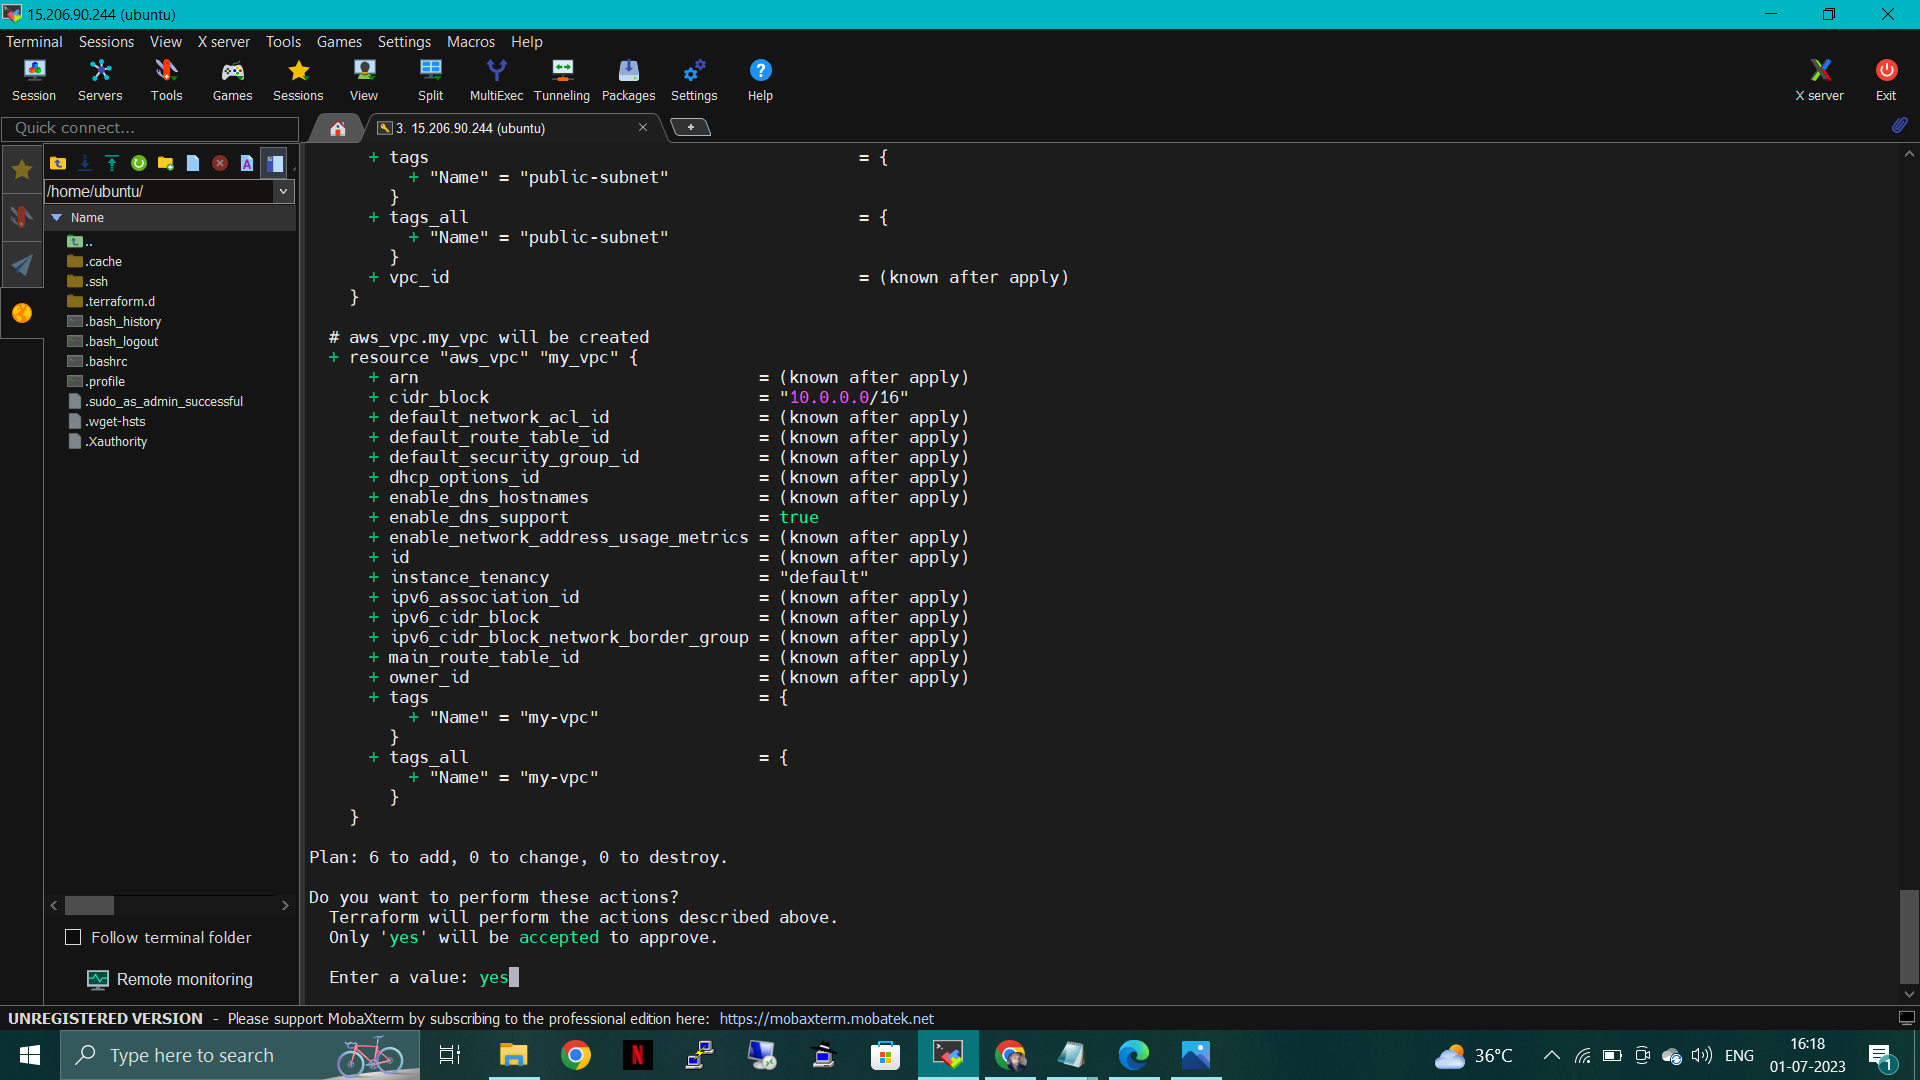 15.206.90.244 (ubuntu)
Terminal Sessions View X server Tools Games Settings Macros Help
Session Servers Tools Games Sessions View Split MultiExec Tunneling Packages Settings Help X server Exit
Quick connect...
3. 15.206.90.244 (ubuntu)
/home/ubuntu/
Name
..
.cache
.ssh
.terraform.d
.bash_history
.bash_logout
.bashrc
.profile
.sudo_as_admin_successful
.wget-hsts
.Xauthority
Follow terminal folder
Remote monitoring
+ tags = {
+ "Name" = "public-subnet"
}
+ tags_all = {
+ "Name" = "public-subnet"
}
+ vpc_id = (known after apply)
}
# aws_vpc.my_vpc will be created
+ resource "aws_vpc" "my_vpc" {
+ arn = (known after apply)
+ cidr_block = "10.0.0.0/16"
+ default_network_acl_id = (known after apply)
+ default_route_table_id = (known after apply)
+ default_security_group_id = (known after apply)
+ dhcp_options_id = (known after apply)
+ enable_dns_hostnames = (known after apply)
+ enable_dns_support = true
+ enable_network_address_usage_metrics = (known after apply)
+ id = (known after apply)
+ instance_tenancy = "default"
+ ipv6_association_id = (known after apply)
+ ipv6_cidr_block = (known after apply)
+ ipv6_cidr_block_network_border_group = (known after apply)
+ main_route_table_id = (known after apply)
+ owner_id = (known after apply)
+ tags = {
+ "Name" = "my-vpc"
}
+ tags_all = {
+ "Name" = "my-vpc"
}
}
Plan: 6 to add, 0 to change, 0 to destroy.
Do you want to perform these actions?
Terraform will perform the actions described above.
Only 'yes' will be accepted to approve.
Enter a value: yes
UNREGISTERED VERSION - Please support MobaXterm by subscribing to the professional edition here: https://mobaxterm.mobatek.net
Type here to search
36°C
ENG
16:18
01-07-2023
1